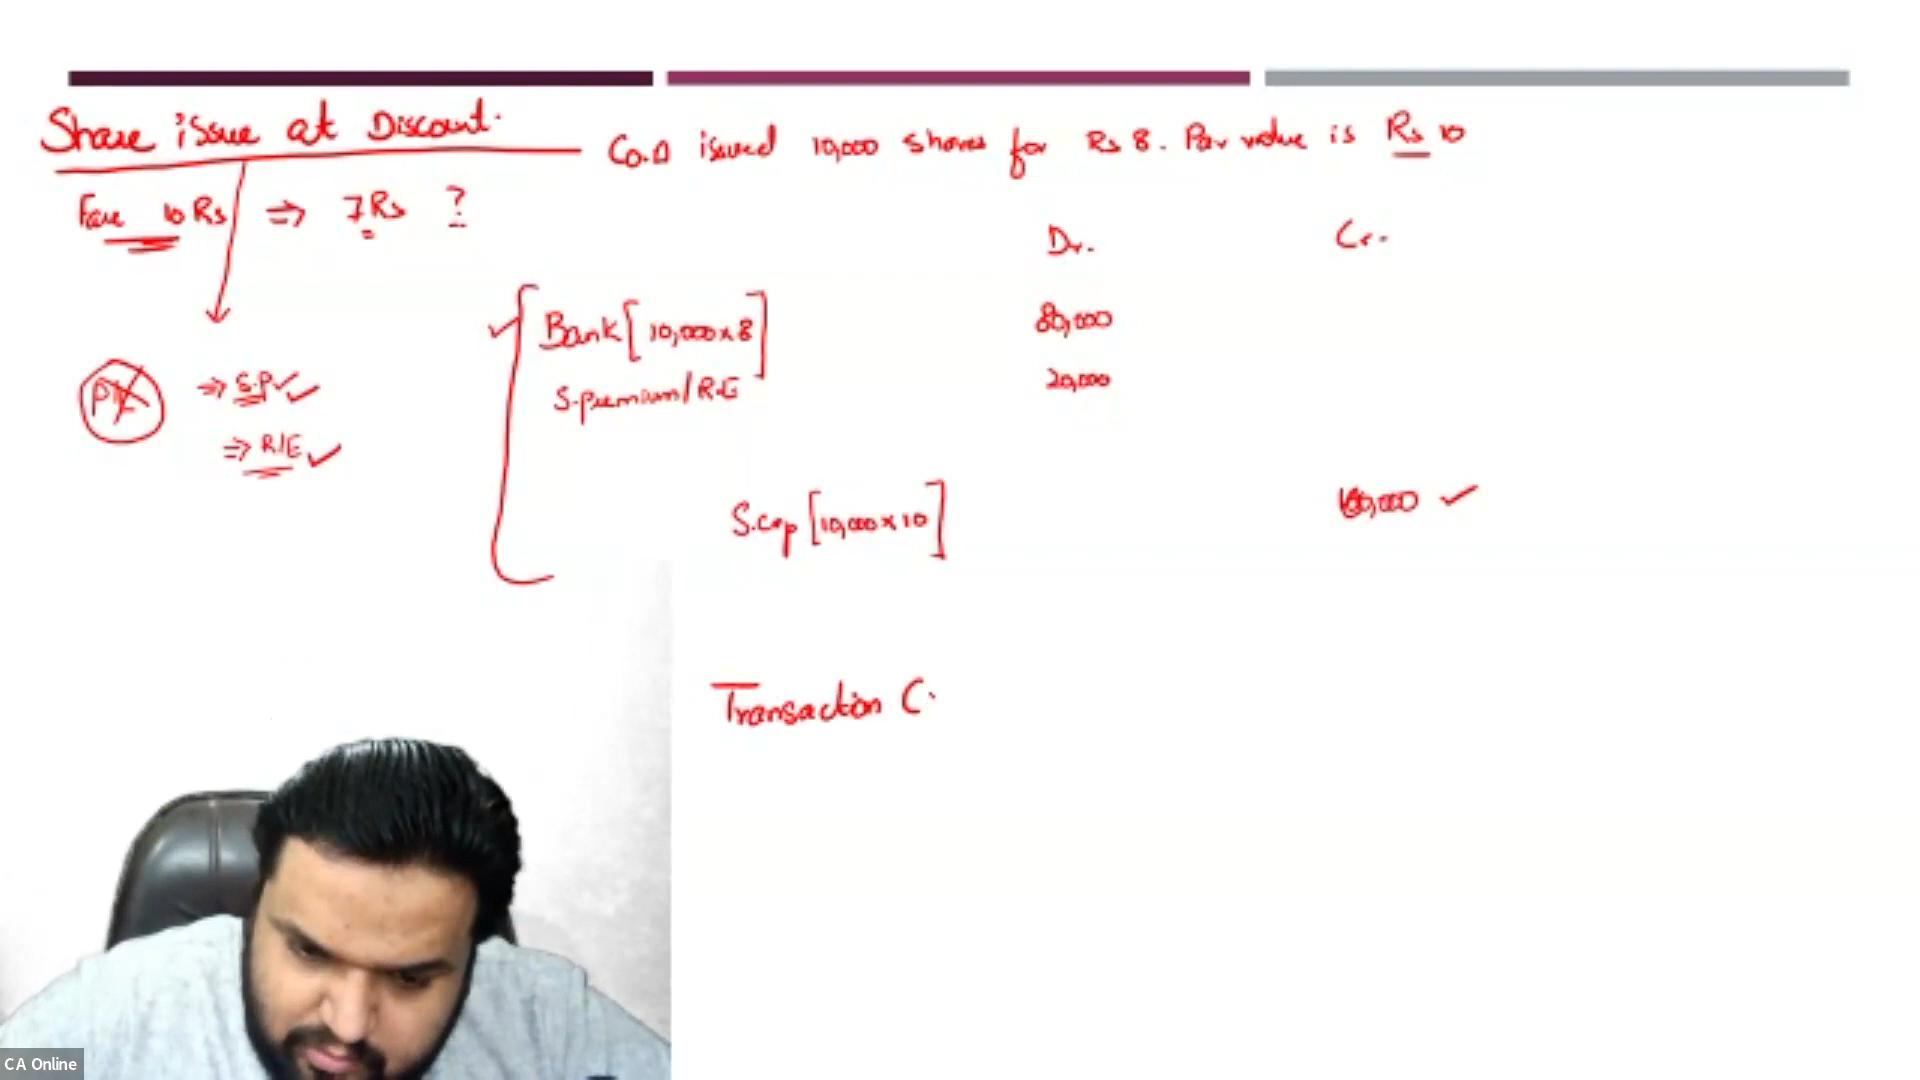 Share issue at Discount.
Co. A issued 10,000 shares for Rs 8. Par value is Rs 10
Face 10 Rs ⇒ 7 Rs ?
Dr. Cr.
Bank [10,000 x 8] 80,000
P/L ⇒ S.P ✓✓
S.Premium / R.E 20,000
⇒ R/E ✓
S.Cap [10,000 x 10] 100,000 ✓
Transaction C
CA Online